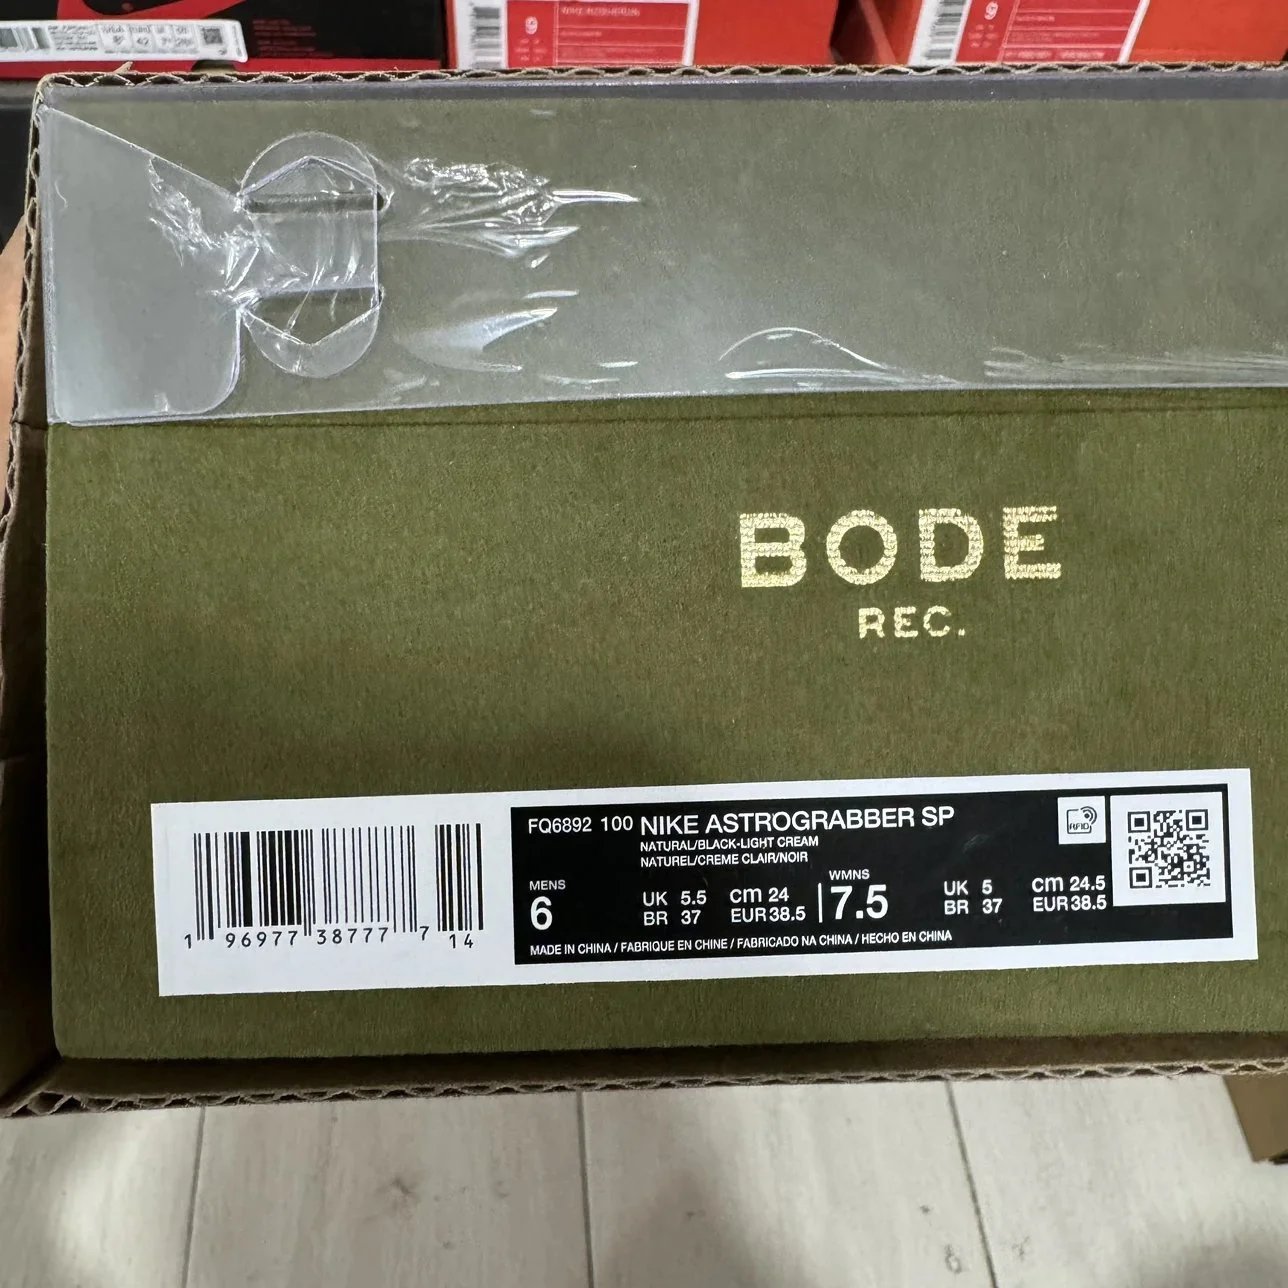 BODE
REC.
FQ6892 100 NIKE ASTROGRABBER SP
NATURAL/BLACK-LIGHT CREAM
NATUREL/CREME CLAIR/NOIR
MENS
6
UK 5.5
BR 37
cm 24
EUR 38.5
WMNS
7.5
UK 5
BR 37
cm 24.5
EUR 38.5
RFID
MADE IN CHINA / FABRIQUE EN CHINE / FABRICADO NA CHINA / HECHO EN CHINA
1 96977 38777 7 14